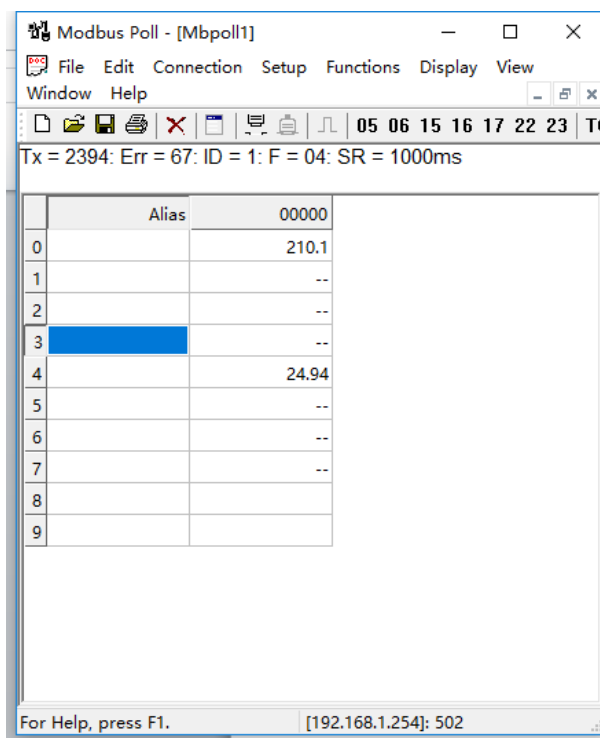 Modbus Poll - [Mbpoll1]
File Edit Connection Setup Functions Display View
Window Help
05 06 15 16 17 22 23
Tx = 2394: Err = 67: ID = 1: F = 04: SR = 1000ms
Alias 00000
0 210.1
1 --
2 --
3 --
4 24.94
5 --
6 --
7 --
8
9
For Help, press F1. [192.168.1.254]: 502